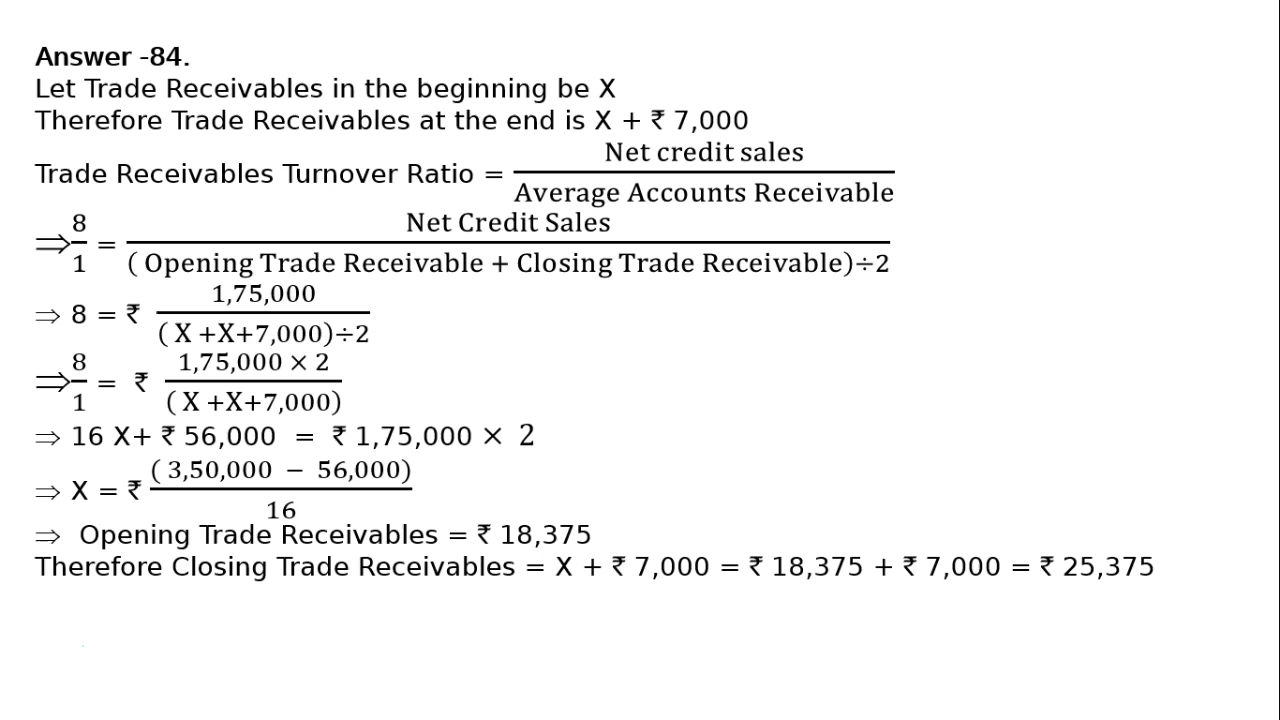 Answer -84.
Let Trade Receivables in the beginning be X
Therefore Trade Receivables at the end is X + ₹ 7,000
Trade Receivables Turnover Ratio = Net credit sales / Average Accounts Receivable
⇒ 8/1 = Net Credit Sales / ( Opening Trade Receivable + Closing Trade Receivable)÷2
⇒ 8 = ₹ 1,75,000 / ( X +X+7,000)÷2
⇒ 8/1 = ₹ 1,75,000 × 2 / ( X +X+7,000)
⇒ 16 X+ ₹ 56,000 = ₹ 1,75,000 × 2
⇒ X = ₹ ( 3,50,000 − 56,000) / 16
⇒ Opening Trade Receivables = ₹ 18,375
Therefore Closing Trade Receivables = X + ₹ 7,000 = ₹ 18,375 + ₹ 7,000 = ₹ 25,375